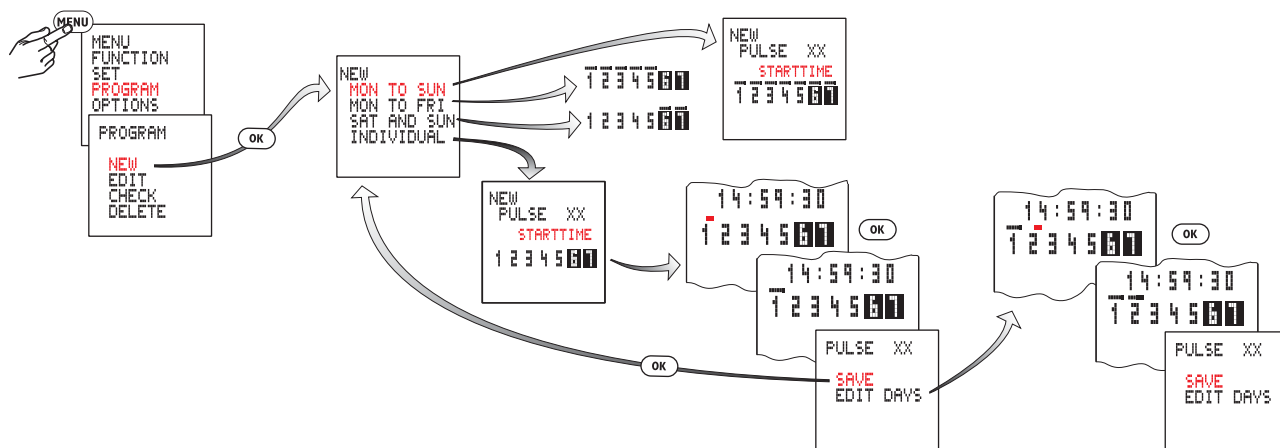 MENU
MENU
FUNCTION
SET
PROGRAM
OPTIONS
PROGRAM
NEW
EDIT
CHECK
DELETE
OK
NEW
MON TO SUN
MON TO FRI
SAT AND SUN
INDIVIDUAL
1 2 3 4 5 6 7
1 2 3 4 5 6 7
NEW
PULSE XX
STARTTIME
1 2 3 4 5 6 7
NEW
PULSE XX
STARTTIME
1 2 3 4 5 6 7
14:59:30
1 2 3 4 5 6 7
OK
14:59:30
1 2 3 4 5 6 7
PULSE XX
SAVE
EDIT DAYS
OK
14:59:30
1 2 3 4 5 6 7
OK
14:59:30
1 2 3 4 5 6 7
PULSE XX
SAVE
EDIT DAYS